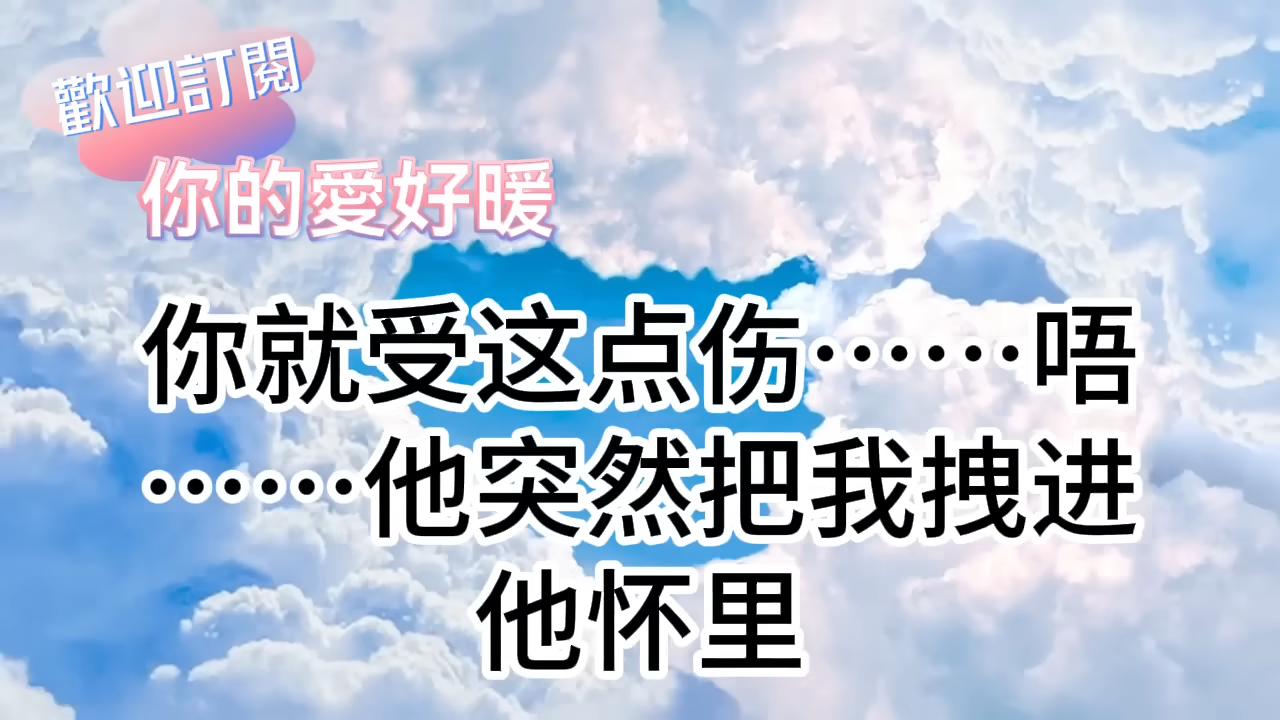 歡迎訂閱
你的愛好暖
你就受这点伤……唔
……他突然把我拽进
他怀里